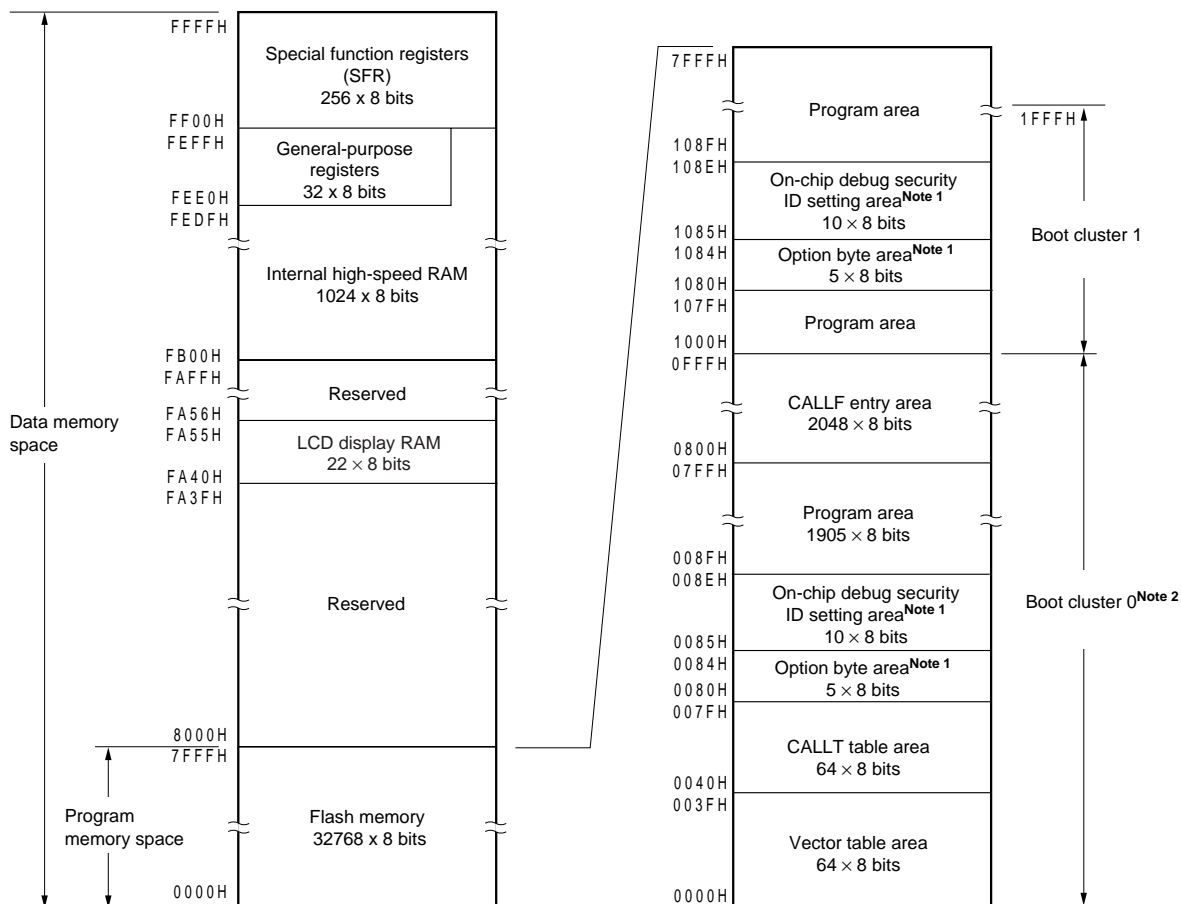 FFFFH
Special function registers
(SFR)
256 x 8 bits
FF00H
FEFFH
General-purpose
registers
32 x 8 bits
FEE0H
FEDFH
Internal high-speed RAM
1024 x 8 bits
FB00H
FAFFH
Reserved
FA56H
FA55H
LCD display RAM
22 × 8 bits
FA40H
FA3FH
Data memory
space
Reserved
8000H
7FFFH
Program
memory space
Flash memory
32768 x 8 bits
0000H
7FFFH
Program area
1FFFH
108FH
108EH
On-chip debug security
ID setting areaNote 1
10 × 8 bits
1085H
1084H
Option byte areaNote 1
5 × 8 bits
1080H
107FH
Program area
1000H
0FFFH
Boot cluster 1
CALLF entry area
2048 × 8 bits
0800H
07FFH
Program area
1905 × 8 bits
008FH
008EH
On-chip debug security
ID setting areaNote 1
10 × 8 bits
Boot cluster 0Note 2
0085H
0084H
Option byte areaNote 1
5 × 8 bits
0080H
007FH
CALLT table area
64 × 8 bits
0040H
003FH
Vector table area
64 × 8 bits
0000H